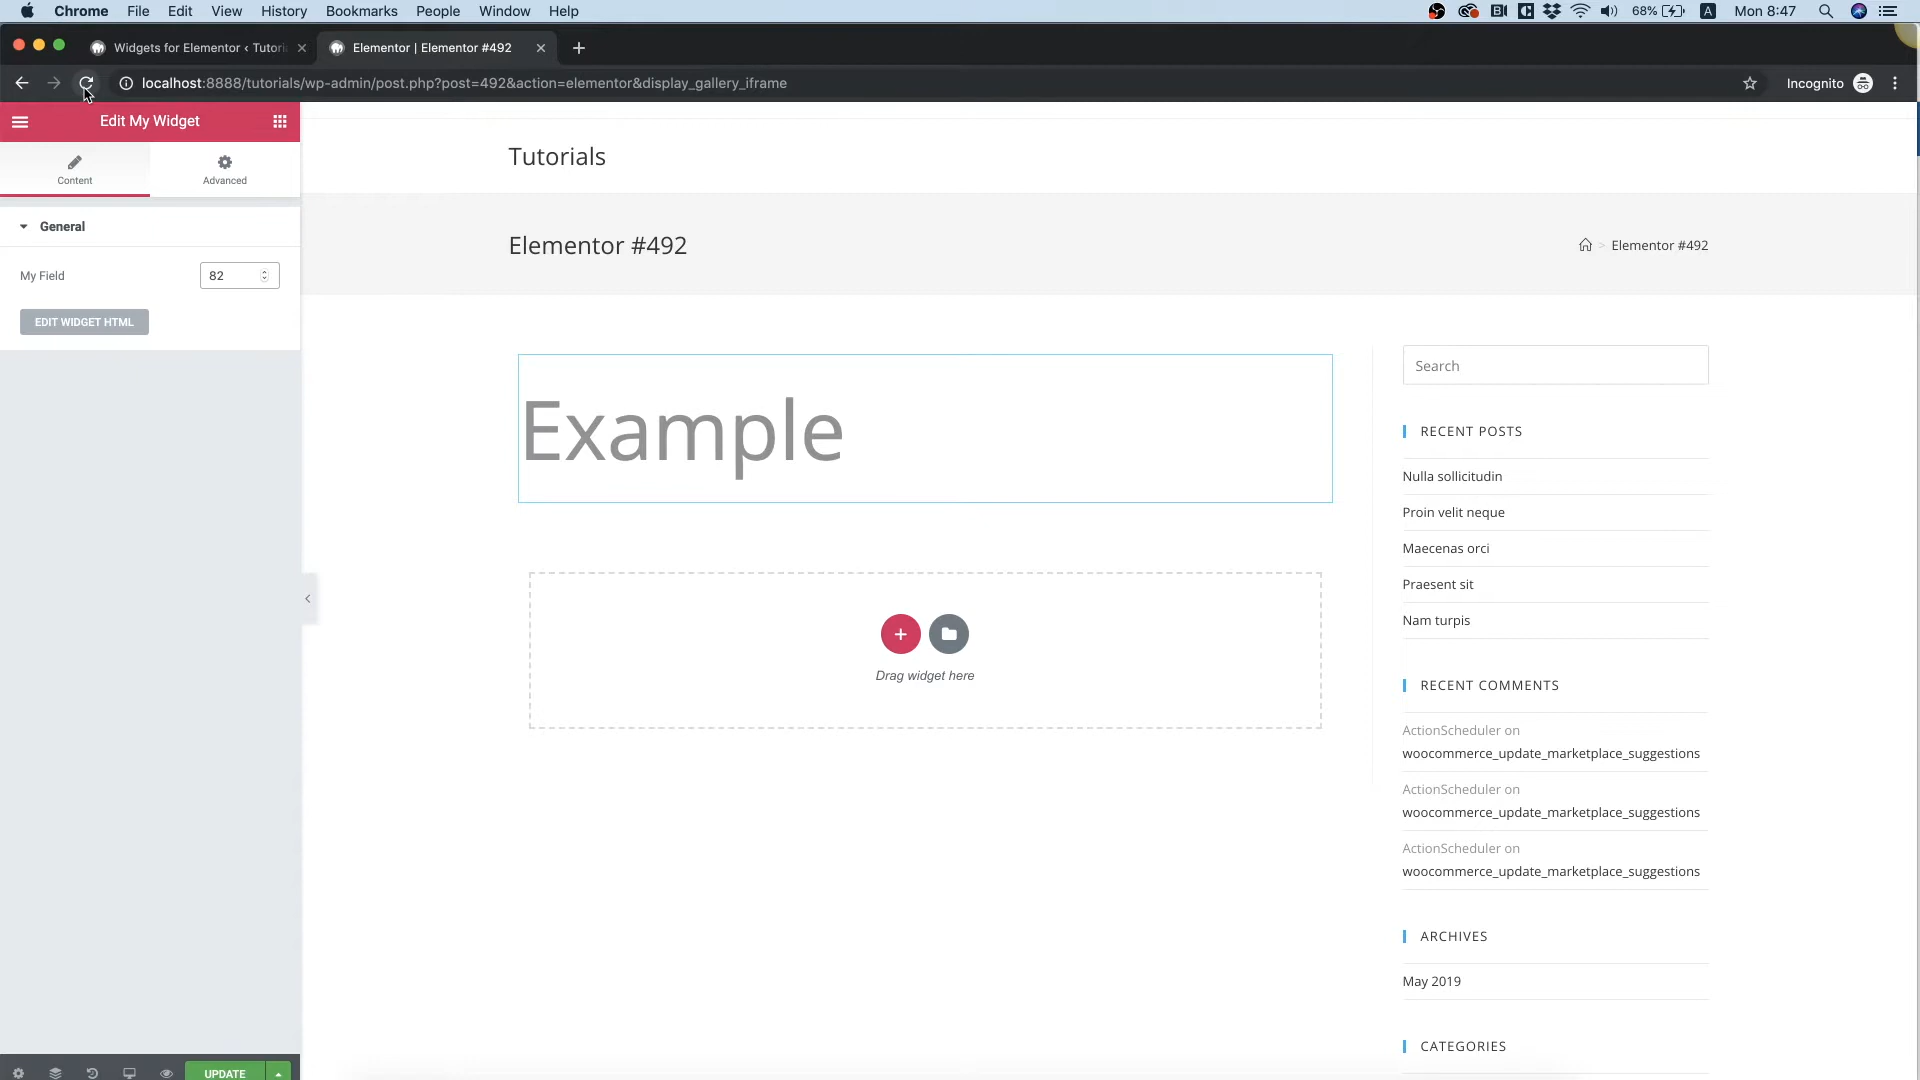 Chrome File Edit View History Bookmarks People Window Help
68% A Mon 8:47
Widgets for Elementor ‹ Tutori
Elementor | Elementor #492
localhost:8888/tutorials/wp-admin/post.php?post=492&action=elementor&display_gallery_iframe
Incognito
Edit My Widget
Content
Advanced
General
My Field
82
EDIT WIDGET HTML
UPDATE
Tutorials
Elementor #492
> Elementor #492
Example
+
Drag widget here
Search
RECENT POSTS
Nulla sollicitudin
Proin velit neque
Maecenas orci
Praesent sit
Nam turpis
RECENT COMMENTS
ActionScheduler on
woocommerce_update_marketplace_suggestions
ActionScheduler on
woocommerce_update_marketplace_suggestions
ActionScheduler on
woocommerce_update_marketplace_suggestions
ARCHIVES
May 2019
CATEGORIES